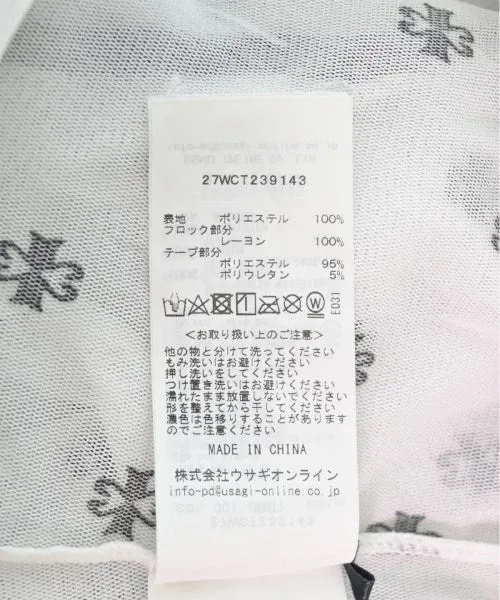 27WCT239143
表地 ポリエステル 100%
フロック部分
レーヨン 100%
テープ部分
ポリエステル 95%
ポリウレタン 5%
E031
<お取り扱い上のご注意>
他の物と分けて洗ってください
もみ洗いはお避けください
押し洗いをしてください
つけ置き洗いはお避けください
濡れたまま放置しないでください
形を整えてから干してください
濃色は色移りすることがあります
のでご注意ください
MADE IN CHINA
株式会社ウサギオンライン
info-pd@usagi-online.co.jp